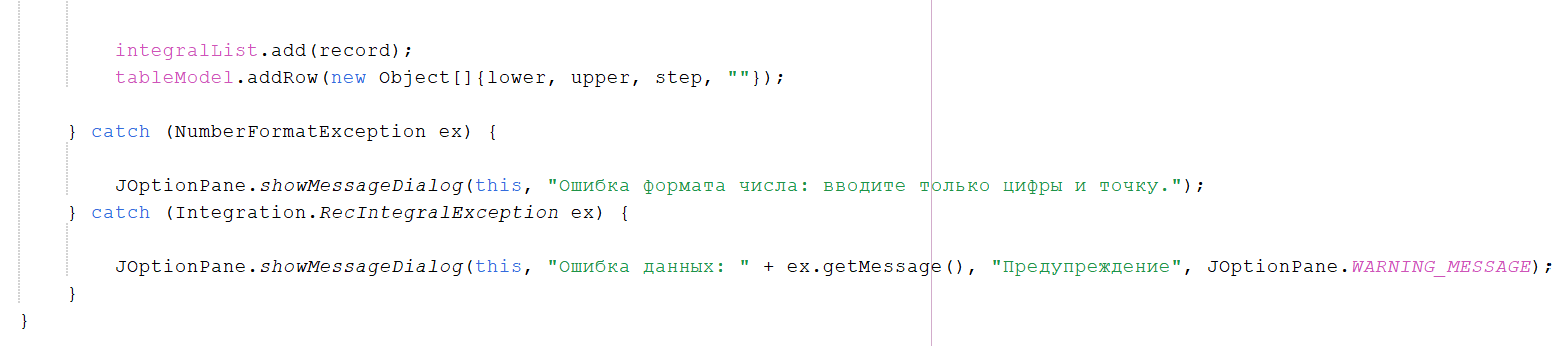 integralList.add(record);
tableModel.addRow(new Object[]{lower, upper, step, ""});
} catch (NumberFormatException ex) {
JOptionPane.showMessageDialog(this, "Ошибка формата числа: вводите только цифры и точку.");
} catch (Integration.RecIntegralException ex) {
JOptionPane.showMessageDialog(this, "Ошибка данных: " + ex.getMessage(), "Предупреждение", JOptionPane.WARNING_MESSAGE);
}
}